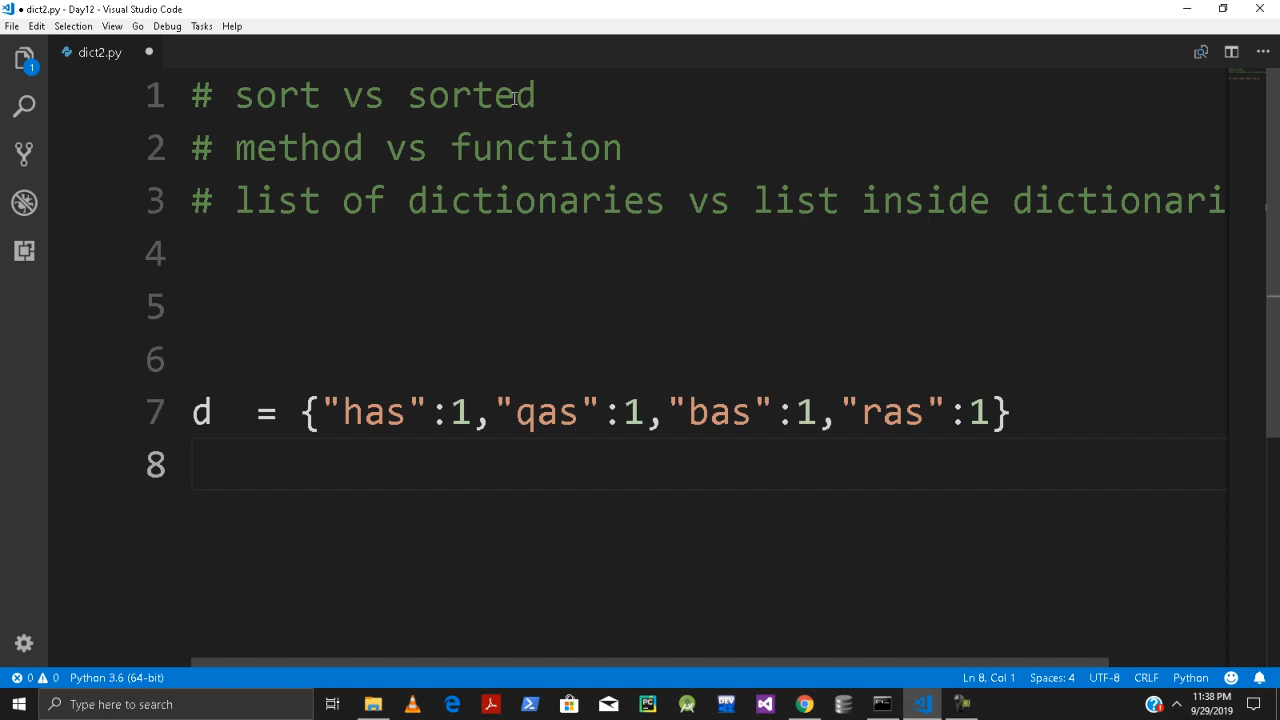 dict2.py - Day12 - Visual Studio Code
File Edit Selection View Go Debug Tasks Help
dict2.py
1 # sort vs sorted
2 # method vs function
3 # list of dictionaries vs list inside dictionari
4
5
6
7 d = {"has":1,"qas":1,"bas":1,"ras":1}
8
1
0 0 Python 3.6 (64-bit) Ln 8, Col 1 Spaces: 4 UTF-8 CRLF Python
Type here to search
PC
DEV
11:38 PM
9/29/2019